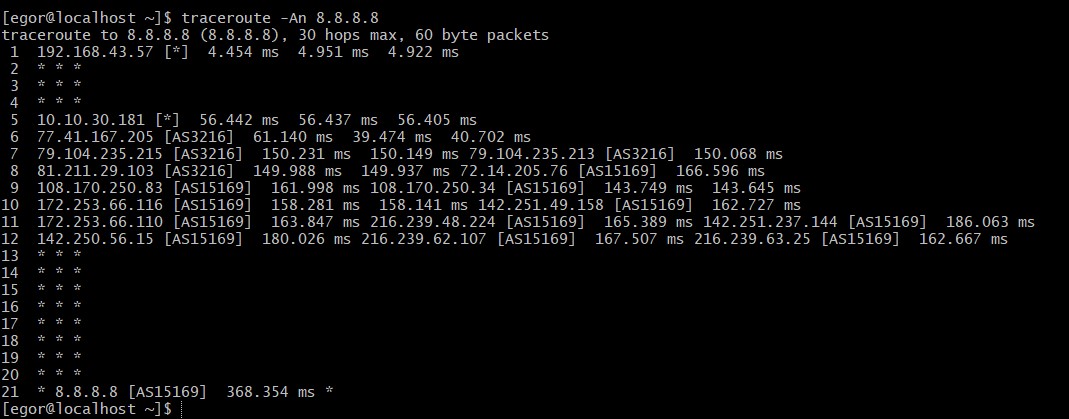 [egor@localhost ~]$ traceroute -An 8.8.8.8
traceroute to 8.8.8.8 (8.8.8.8), 30 hops max, 60 byte packets
 1  192.168.43.57 [*]  4.454 ms  4.951 ms  4.922 ms
 2  * * *
 3  * * *
 4  * * *
 5  10.10.30.181 [*]  56.442 ms  56.437 ms  56.405 ms
 6  77.41.167.205 [AS3216]  61.140 ms  39.474 ms  40.702 ms
 7  79.104.235.215 [AS3216]  150.231 ms  150.149 ms 79.104.235.213 [AS3216]  150.068 ms
 8  81.211.29.103 [AS3216]  149.988 ms  149.937 ms 72.14.205.76 [AS15169]  166.596 ms
 9  108.170.250.83 [AS15169]  161.998 ms 108.170.250.34 [AS15169]  143.749 ms  143.645 ms
10  172.253.66.116 [AS15169]  158.281 ms  158.141 ms 142.251.49.158 [AS15169]  162.727 ms
11  172.253.66.110 [AS15169]  163.847 ms 216.239.48.224 [AS15169]  165.389 ms 142.251.237.144 [AS15169]  186.063 ms
12  142.250.56.15 [AS15169]  180.026 ms 216.239.62.107 [AS15169]  167.507 ms 216.239.63.25 [AS15169]  162.667 ms
13  * * *
14  * * *
15  * * *
16  * * *
17  * * *
18  * * *
19  * * *
20  * * *
21  * 8.8.8.8 [AS15169]  368.354 ms *
[egor@localhost ~]$